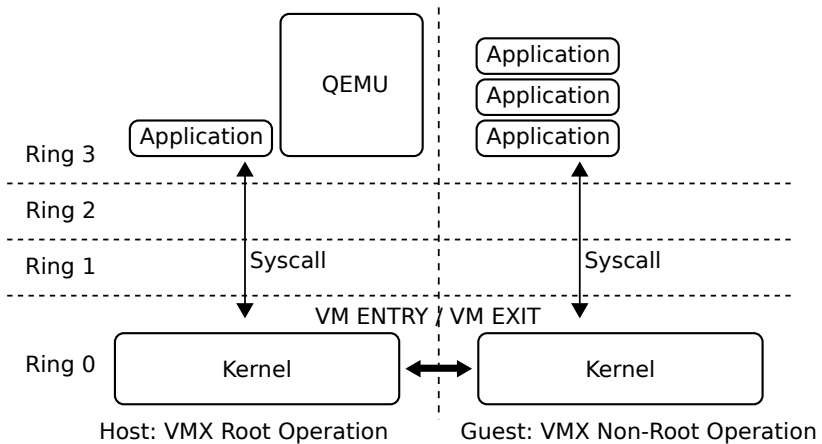 Application
QEMU
Application
Application
Application
Ring 3
Ring 2
Ring 1
Syscall
Syscall
VM ENTRY / VM EXIT
Ring 0
Kernel
Kernel
Host: VMX Root Operation
Guest: VMX Non-Root Operation